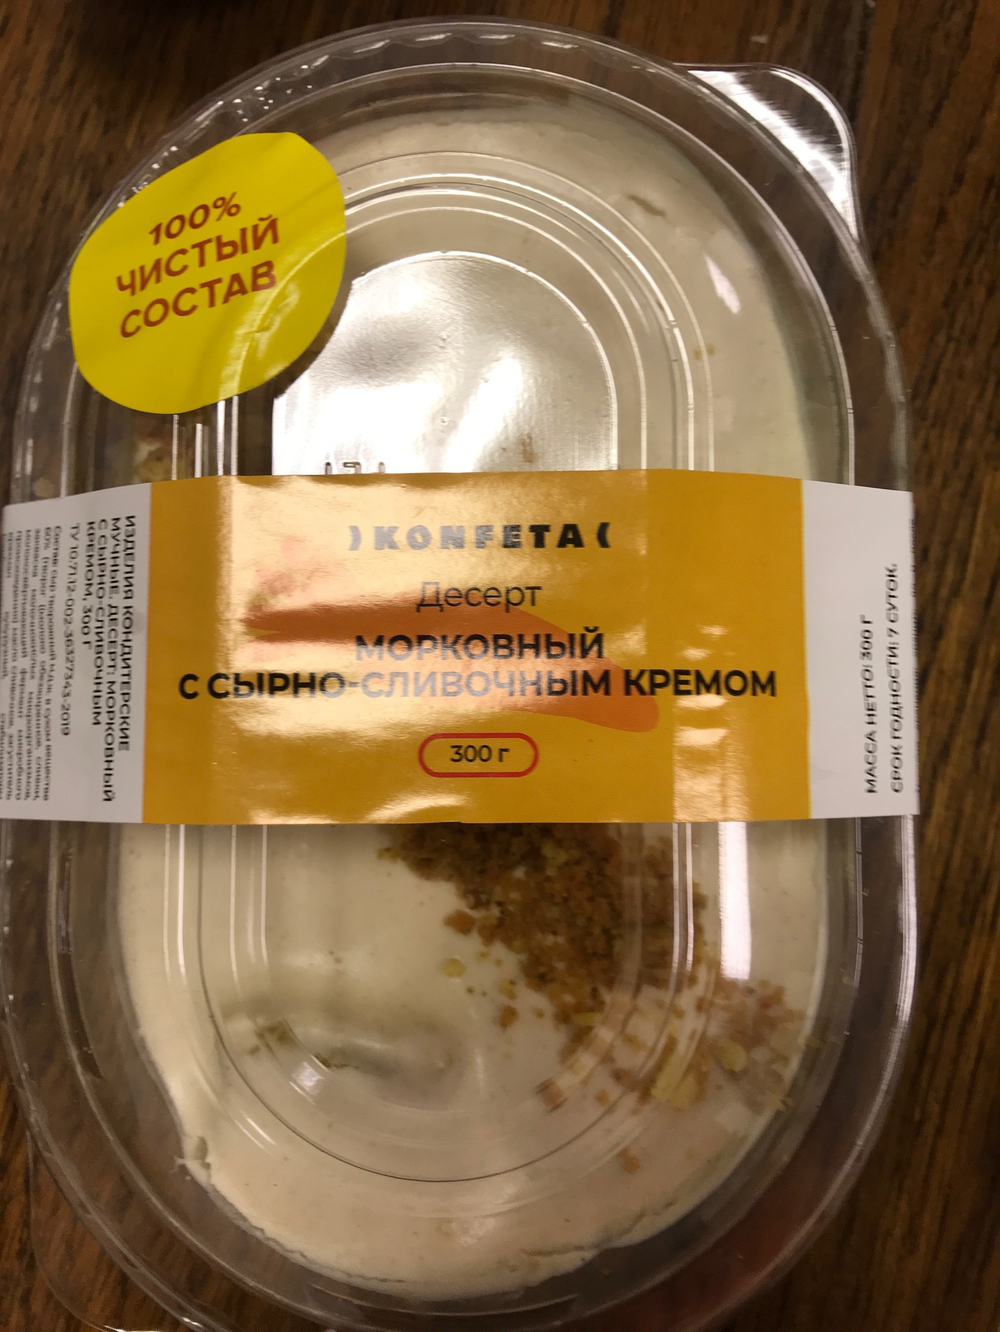 100%
ЧИСТЫЙ
СОСТАВ
)KONFETA(
Десерт
МОРКОВНЫЙ
С СЫРНО-СЛИВОЧНЫМ КРЕМОМ
300 г
ИЗДЕЛИЯ КОНДИТЕРСКИЕ
МУЧНЫЕ. ДЕСЕРТ: МОРКОВНЫЙ
С СЫРНО-СЛИВОЧНЫМ
КРЕМОМ, 300 Г
ТУ 10.71.12-002-36327343-2019
МАССА НЕТТО: 300 Г
СРОК ГОДНОСТИ: 7 СУТОК.